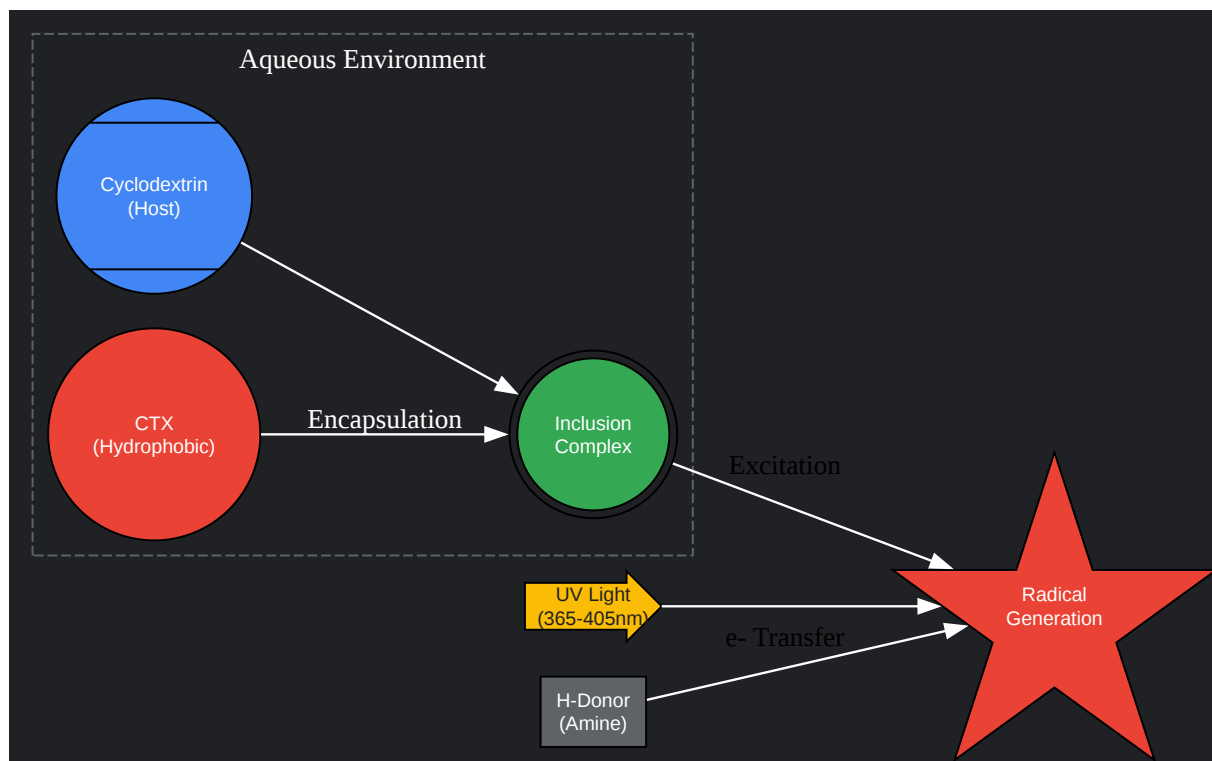 Aqueous Environment
Cyclodextrin
(Host)
CTX
(Hydrophobic)
Encapsulation
Inclusion
Complex
Excitation
UV Light
(365-405nm)
e- Transfer
H-Donor
(Amine)
Radical
Generation